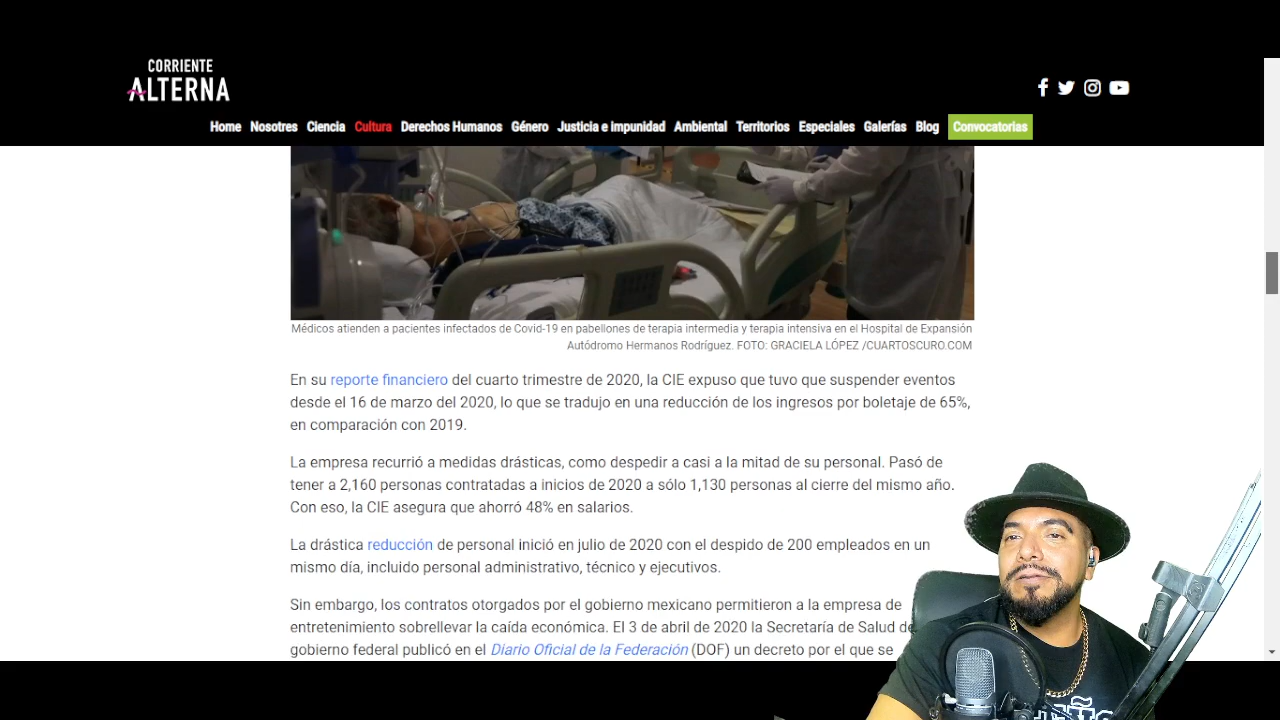 CORRIENTE
ALTERNA
Home Nosotres Ciencia Cultura Derechos Humanos Género Justicia e impunidad Ambiental Territorios Especiales Galerías Blog Convocatorias
Médicos atienden a pacientes infectados de Covid-19 en pabellones de terapia intermedia y terapia intensiva en el Hospital de Expansión
Autódromo Hermanos Rodríguez. FOTO: GRACIELA LÓPEZ /CUARTOSCURO.COM
En su reporte financiero del cuarto trimestre de 2020, la CIE expuso que tuvo que suspender eventos
desde el 16 de marzo del 2020, lo que se tradujo en una reducción de los ingresos por boletaje de 65%,
en comparación con 2019.
La empresa recurrió a medidas drásticas, como despedir a casi a la mitad de su personal. Pasó de
tener a 2,160 personas contratadas a inicios de 2020 a sólo 1,130 personas al cierre del mismo año.
Con eso, la CIE asegura que ahorró 48% en salarios.
La drástica reducción de personal inició en julio de 2020 con el despido de 200 empleados en un
mismo día, incluido personal administrativo, técnico y ejecutivos.
Sin embargo, los contratos otorgados por el gobierno mexicano permitieron a la empresa de
entretenimiento sobrellevar la caída económica. El 3 de abril de 2020 la Secretaría de Salud
gobierno federal publicó en el Diario Oficial de la Federación (DOF) un decreto por el que se